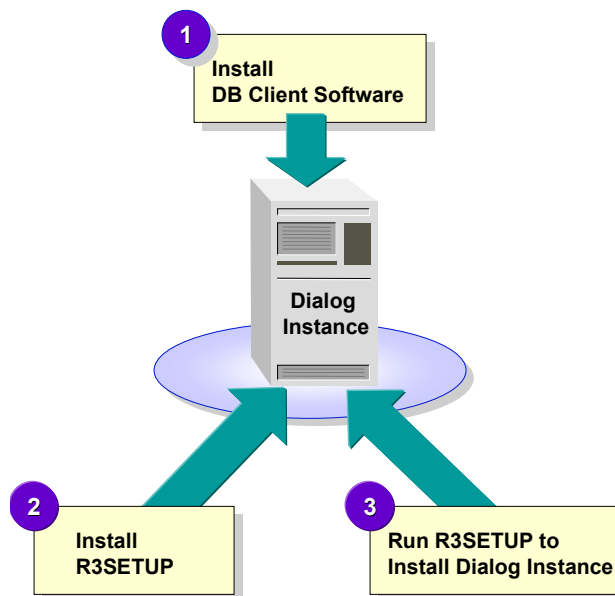 1
Install
DB Client Software
Dialog
Instance
2
Install
R3SETUP
3
Run R3SETUP to
Install Dialog Instance